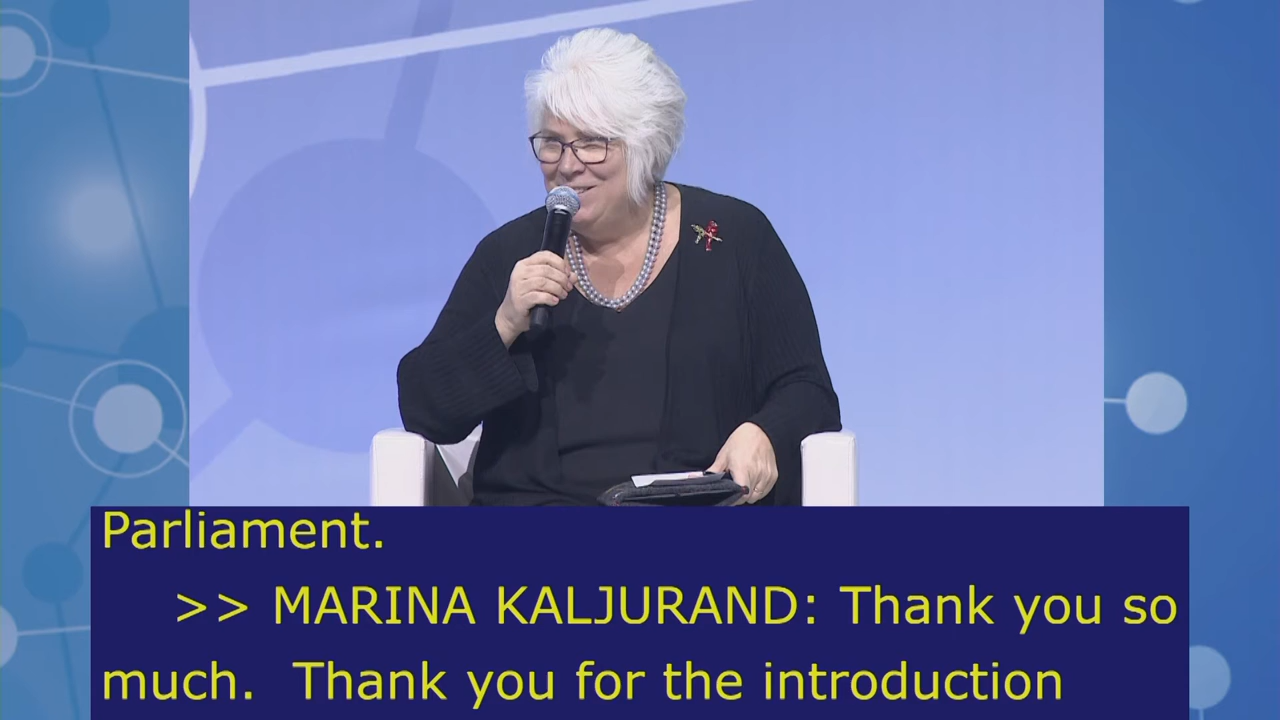 Parliament.
>> MARINA KALJURAND: Thank you so
much.  Thank you for the introduction